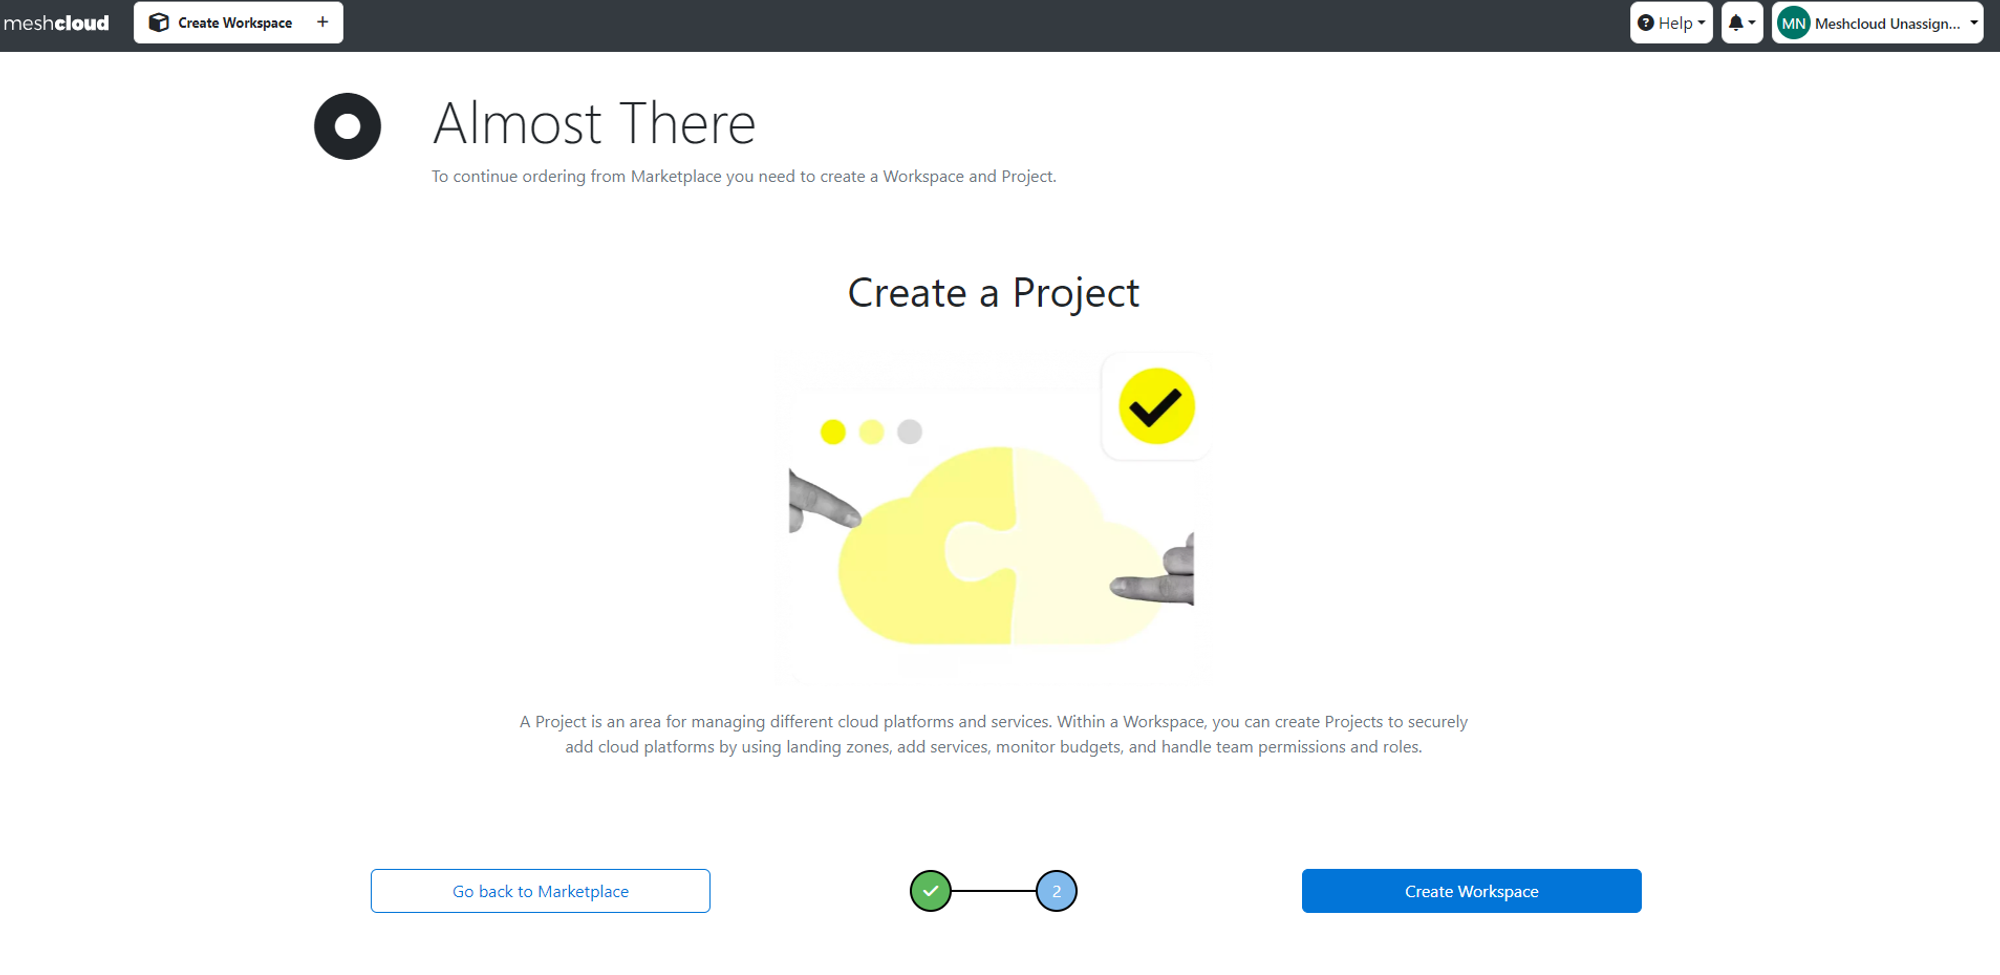 meshcloud
Create Workspace +
Help
MN Meshcloud Unassign...
Almost There
To continue ordering from Marketplace you need to create a Workspace and Project.
Create a Project
A Project is an area for managing different cloud platforms and services. Within a Workspace, you can create Projects to securely
add cloud platforms by using landing zones, add services, monitor budgets, and handle team permissions and roles.
Go back to Marketplace
2
Create Workspace